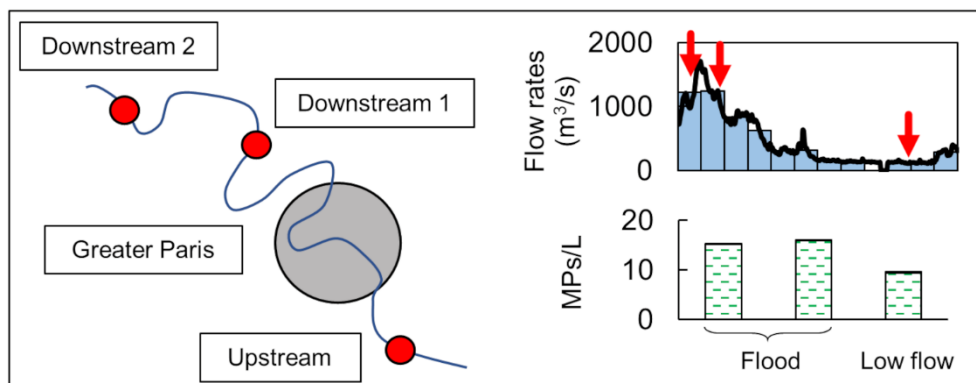 Downstream 2
Downstream 1
Greater Paris
Upstream
Flow rates
(m³/s)
2000
1000
0
MPs/L
20
10
0
Flood
Low flow